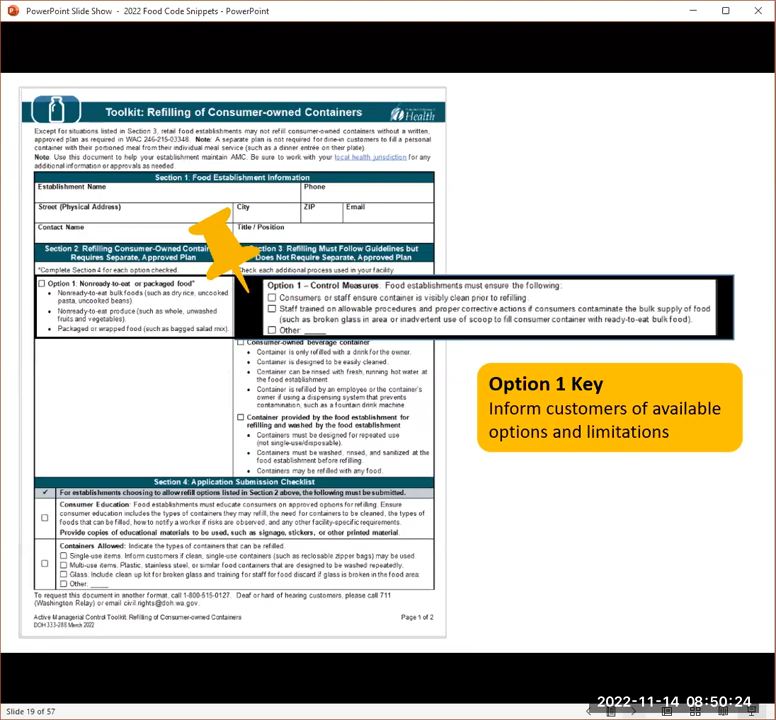 PowerPoint Slide Show - 2022 Food Code Snippets - PowerPoint
Toolkit: Refilling of Consumer-owned Containers
Health
Except for situations listed in Section 3, retail food establishments may not refill consumer-owned containers without a written,
approved plan as required in WAC 246-215-03348. Note: A separate plan is not required for dine-in customers to fill a personal
container with their portioned meal from their individual meal service (such as a dinner entrée on their plate).
Note: Use this document to help your establishment maintain AMC. Be sure to work with your local health jurisdiction for any
additional information or approvals as needed.
Section 1: Food Establishment Information
Establishment Name
Phone
Street (Physical Address)
City
ZIP
Email
Contact Name
Title / Position
Section 2: Refilling Consumer-Owned
Requires Separate, Approved Plan
Section 3: Refilling Must Follow Guidelines but
Does Not Require Separate, Approved Plan
*Complete Section 4 for each option checked.
Check each additional process used in your facility.
Option 1: Nonready-to-eat or packaged food*
• Nonready-to-eat bulk foods (such as dry rice, uncooked
pasta, uncooked beans).
• Nonready-to-eat produce (such as whole, unwashed
fruits and vegetables).
• Packaged or wrapped food (such as bagged salad mix).
Option 1 – Control Measures. Food establishments must ensure the following:
Consumers or staff ensure container is visibly clean prior to refilling.
Staff trained on allowable procedures and proper corrective actions if consumers contaminate the bulk supply of food
(such as broken glass in area or inadvertent use of scoop to fill consumer container with ready-to-eat bulk food).
Other: _____
Consumer-owned beverage container
• Container is only refilled with a drink for the owner.
• Container is designed to be easily cleaned.
• Container can be rinsed with fresh, running hot water at
the food establishment
• Container is refilled by an employee or the container's
owner if using a dispensing system that prevents
contamination, such as a fountain drink machine
Container provided by the food establishment for
refilling and washed by the food establishment
• Containers must be designed for repeated use
(not single-use/disposable).
• Containers must be washed, rinsed, and sanitized at the
food establishment before refilling.
• Containers may be refilled with any food.
Option 1 Key
Inform customers of available
options and limitations
Section 4: Application Submission Checklist
✓ For establishments choosing to allow refill options listed in Section 2 above, the following must be submitted.
Consumer Education: Food establishments must educate consumers on approved options for refilling. Ensure
consumer education includes the types of containers they may refill, the need for containers to be cleaned, the types of
foods that can be filled, how to notify a worker if risks are observed, and any other facility-specific requirements.
Provide copies of educational materials to be used, such as signage, stickers, or other printed material.
Containers Allowed: Indicate the types of containers that can be refilled.
Single-use items. Inform customers if clean, single-use containers (such as reclosable zipper bags) may be used.
Multi-use items. Plastic, stainless steel, or similar food containers that are designed to be washed repeatedly.
Glass. Include clean up kit for broken glass and training for staff for food discard if glass is broken in the food area.
Other: _____
To request this document in another format, call 1-800-525-0127. Deaf or hard of hearing customers, please call 711
(Washington Relay) or email civil.rights@doh.wa.gov.
Active Managerial Control Toolkit: Refilling of Consumer-owned Containers
Page 1 of 2
DOH 333-288 March 2022
2022-11-14 08:50:24
Slide 19 of 57